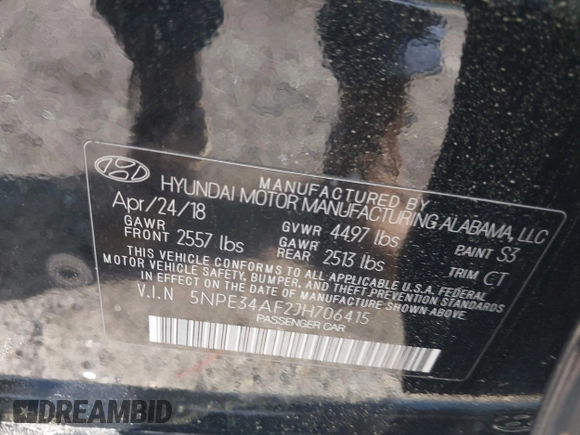 MANUFACTURED BY
HYUNDAI MOTOR MANUFACTURING ALABAMA, LLC
Apr/24/18
GVWR 4497 lbs
PAINT S3
GAWR FRONT 2557 lbs
GAWR REAR 2513 lbs
TRIM CT
THIS VEHICLE CONFORMS TO ALL APPLICABLE U.S.A. FEDERAL
MOTOR VEHICLE SAFETY, BUMPER, AND THEFT PREVENTION STANDARDS
IN EFFECT ON THE DATE OF MANUFACTURE SHOWN ABOVE.
V.I.N 5NPE34AF2JH706415
PASSENGER CAR
DREAMBID